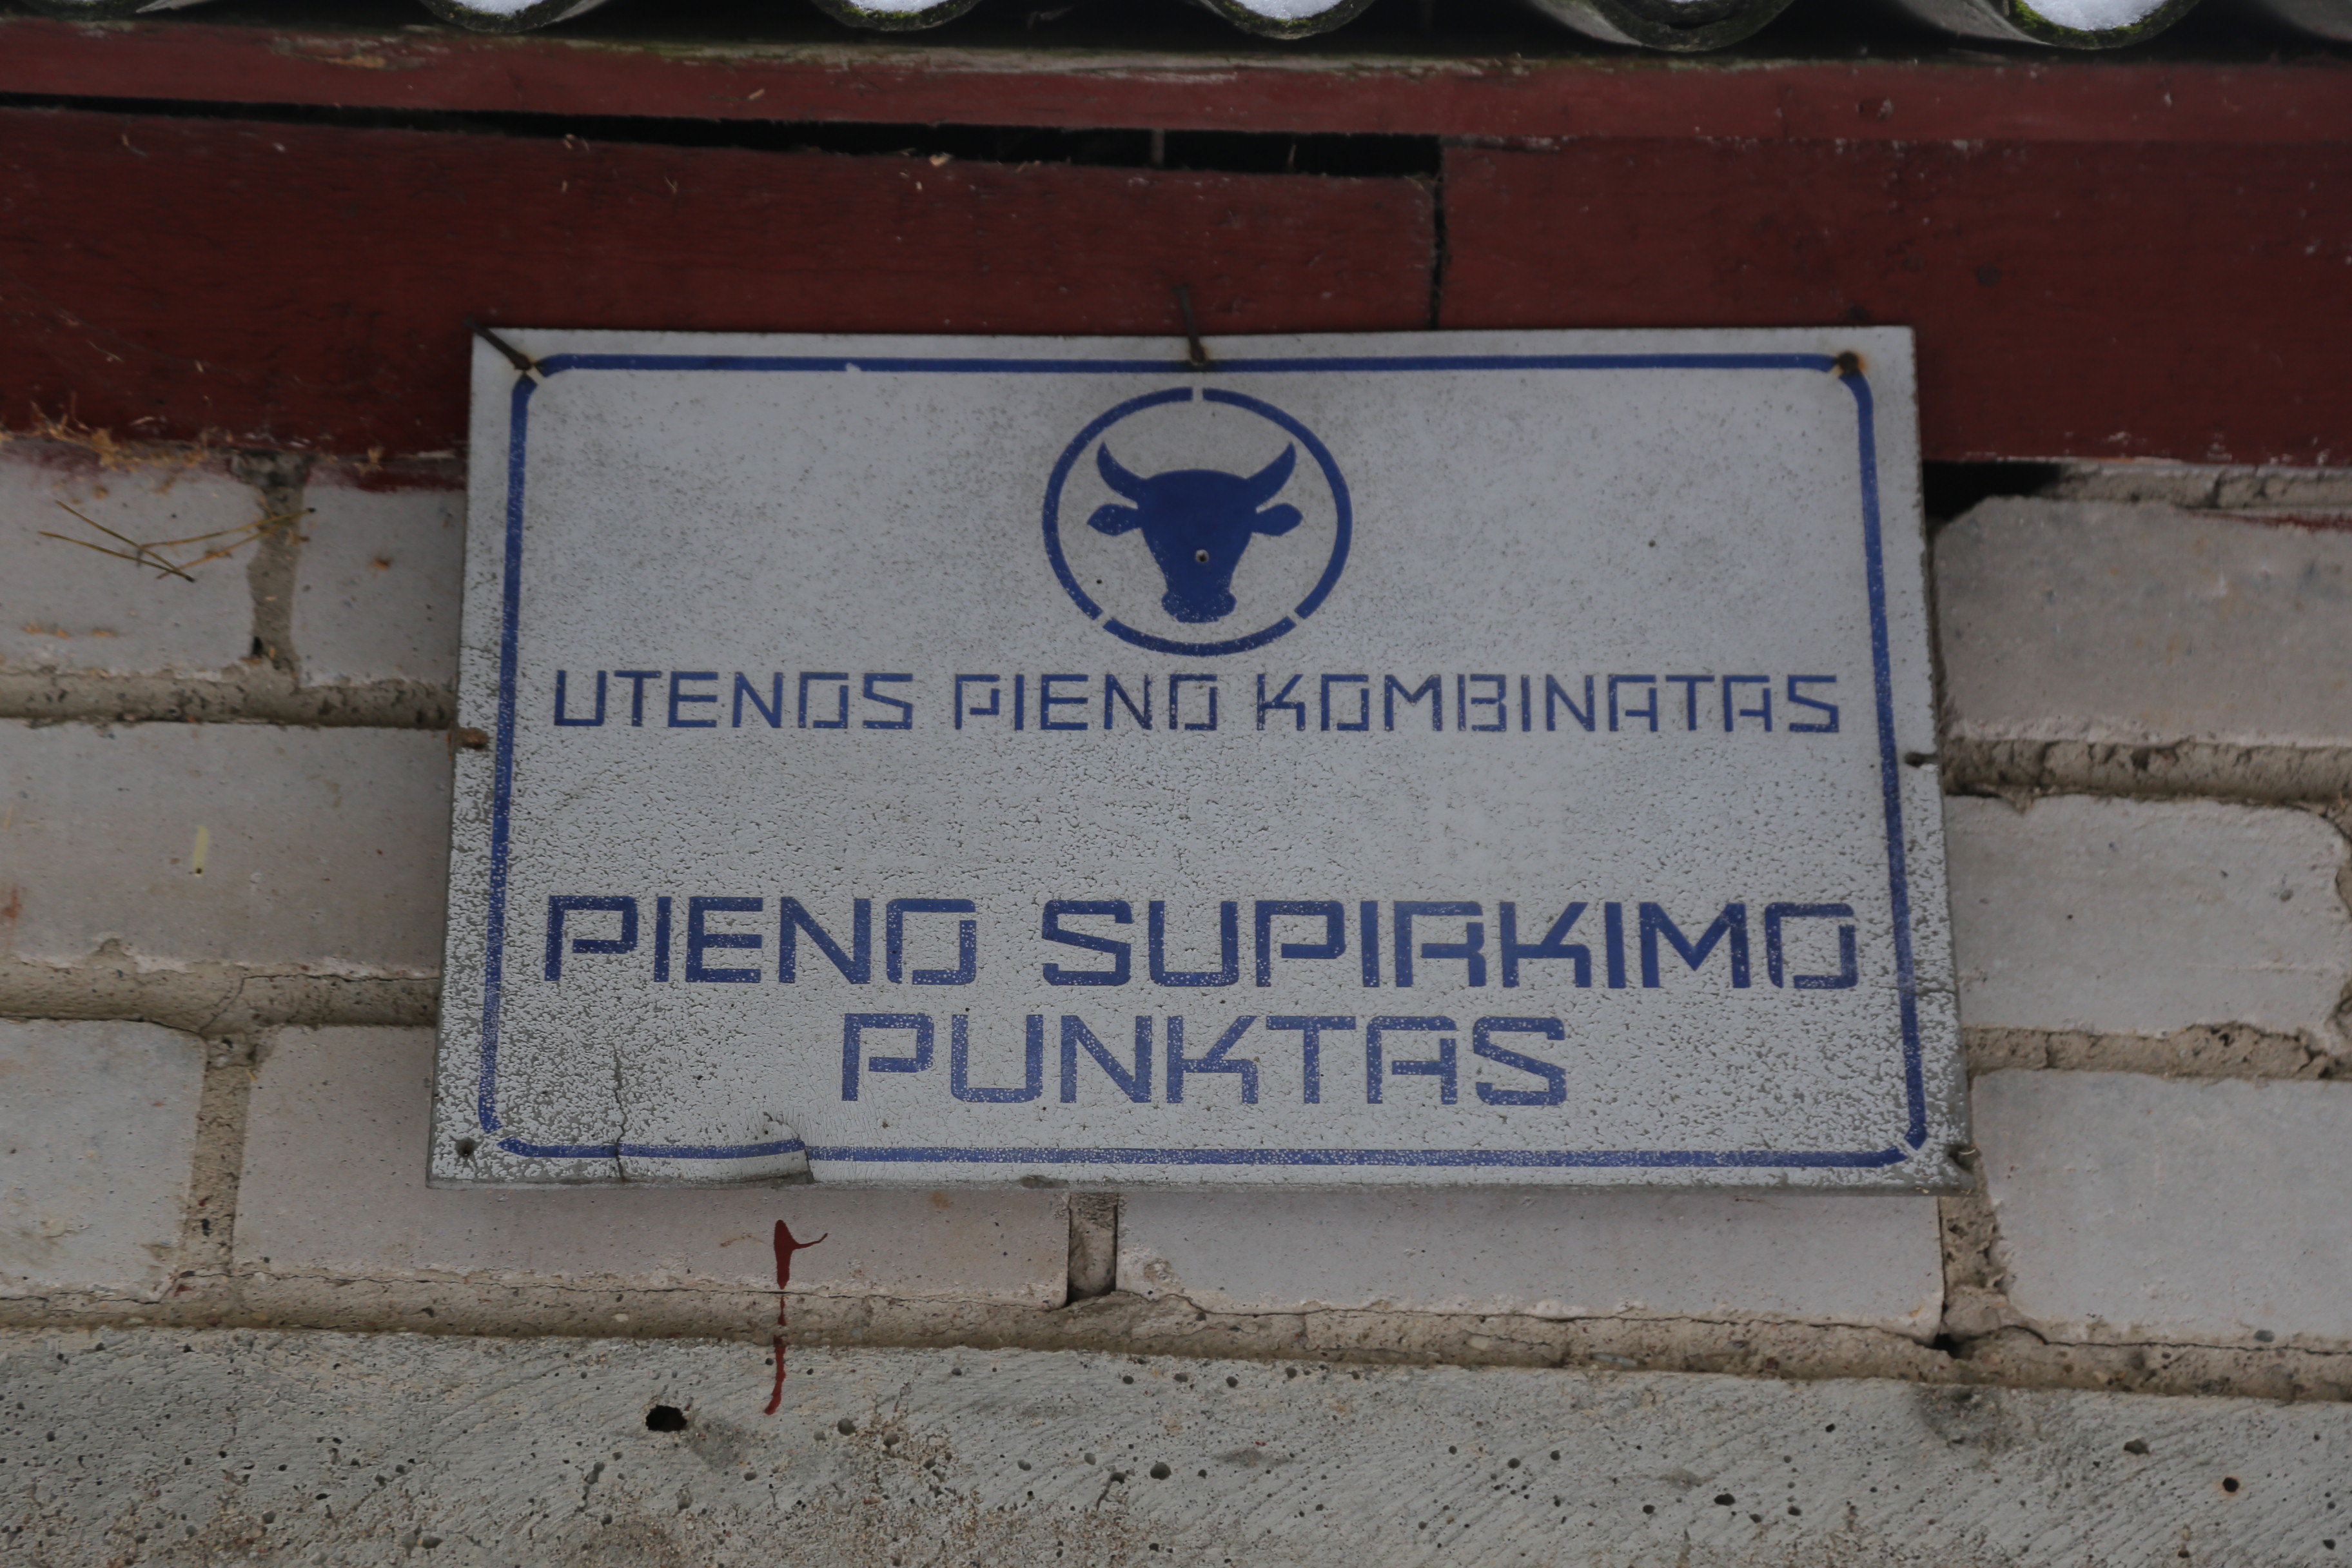 UTENOS PIENO KOMBINATAS
PIENO SUPIRKIMO
PUNKTAS